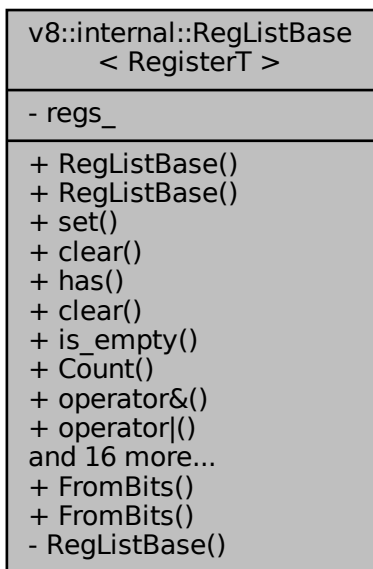 v8::internal::RegListBase
< RegisterT >
- regs_
+ RegListBase()
+ RegListBase()
+ set()
+ clear()
+ has()
+ clear()
+ is_empty()
+ Count()
+ operator&()
+ operator|()
and 16 more...
+ FromBits()
+ FromBits()
- RegListBase()